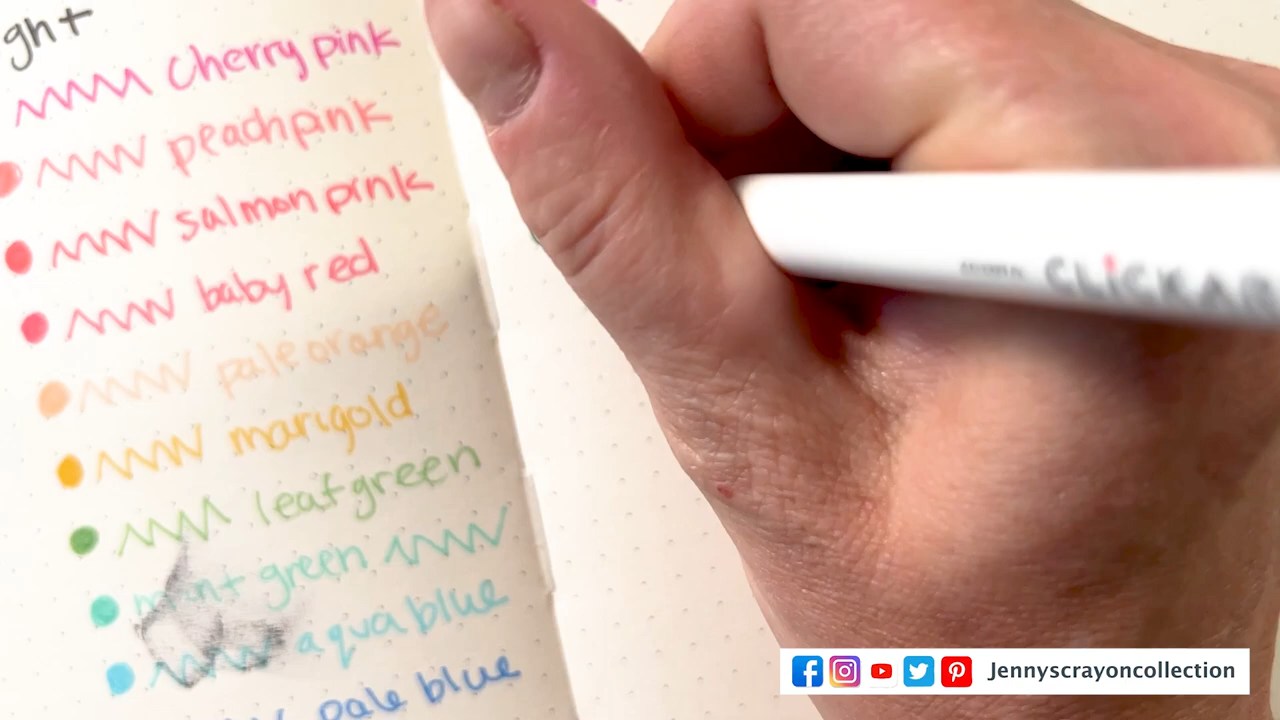 ght
cherry pink
peach pink
salmon pink
baby red
pale orange
marigold
leaf green
mint green
aqua blue
pale blue
CLiCKAR
Jennyscrayoncollection